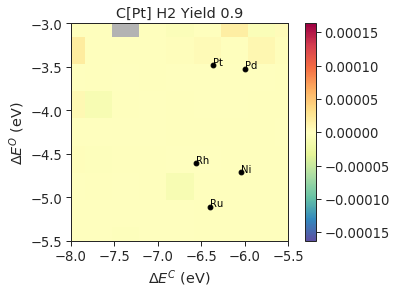 C[Pt] H2 Yield 0.9
−3.0
−3.5
−4.0
−4.5
−5.0
−5.5
ΔE^O (eV)
Pt
Pd
Rh
Ni
Ru
−8.0 −7.5 −7.0 −6.5 −6.0 −5.5
ΔE^C (eV)
0.00015
0.00010
0.00005
0.00000
−0.00005
−0.00010
−0.00015